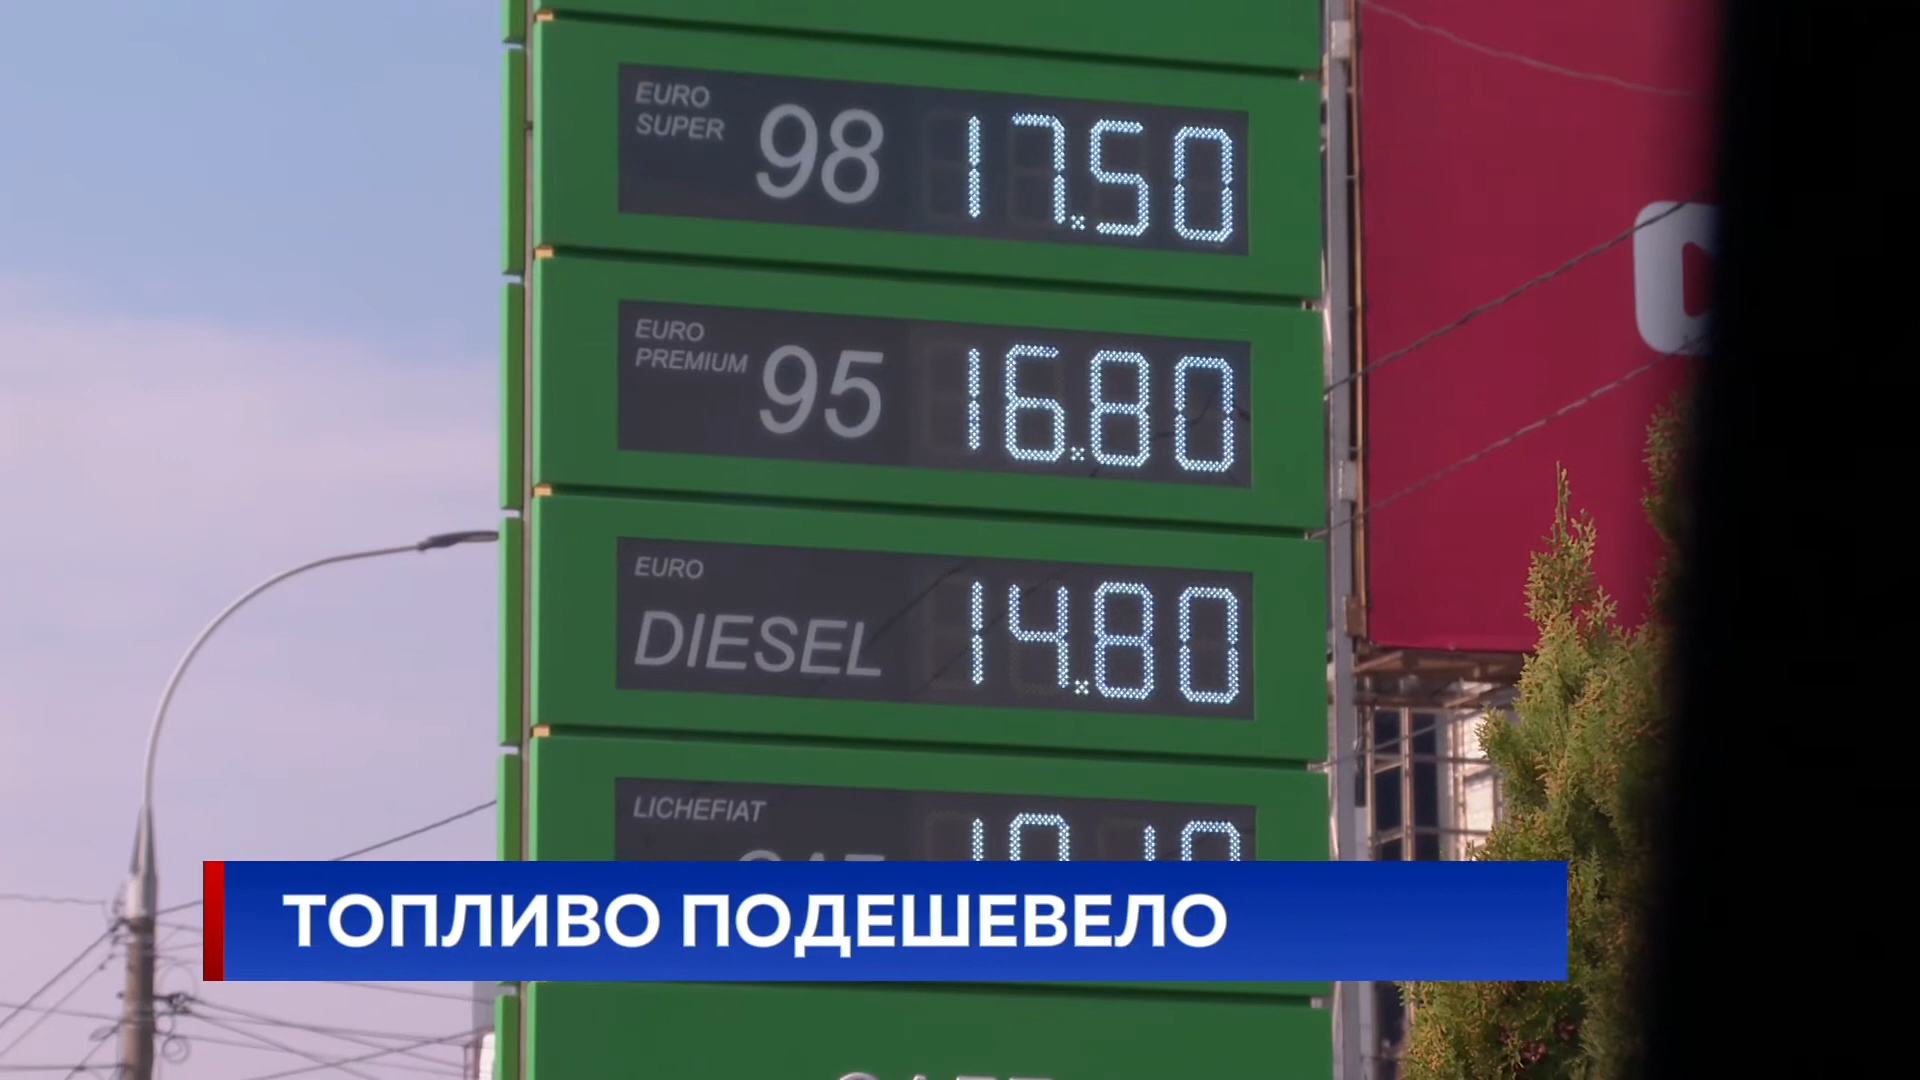 EURO
SUPER
98 17.50
EURO
PREMIUM
95 16.80
EURO
DIESEL 14.80
LICHEFIAT
ТОПЛИВО ПОДЕШЕВЕЛО